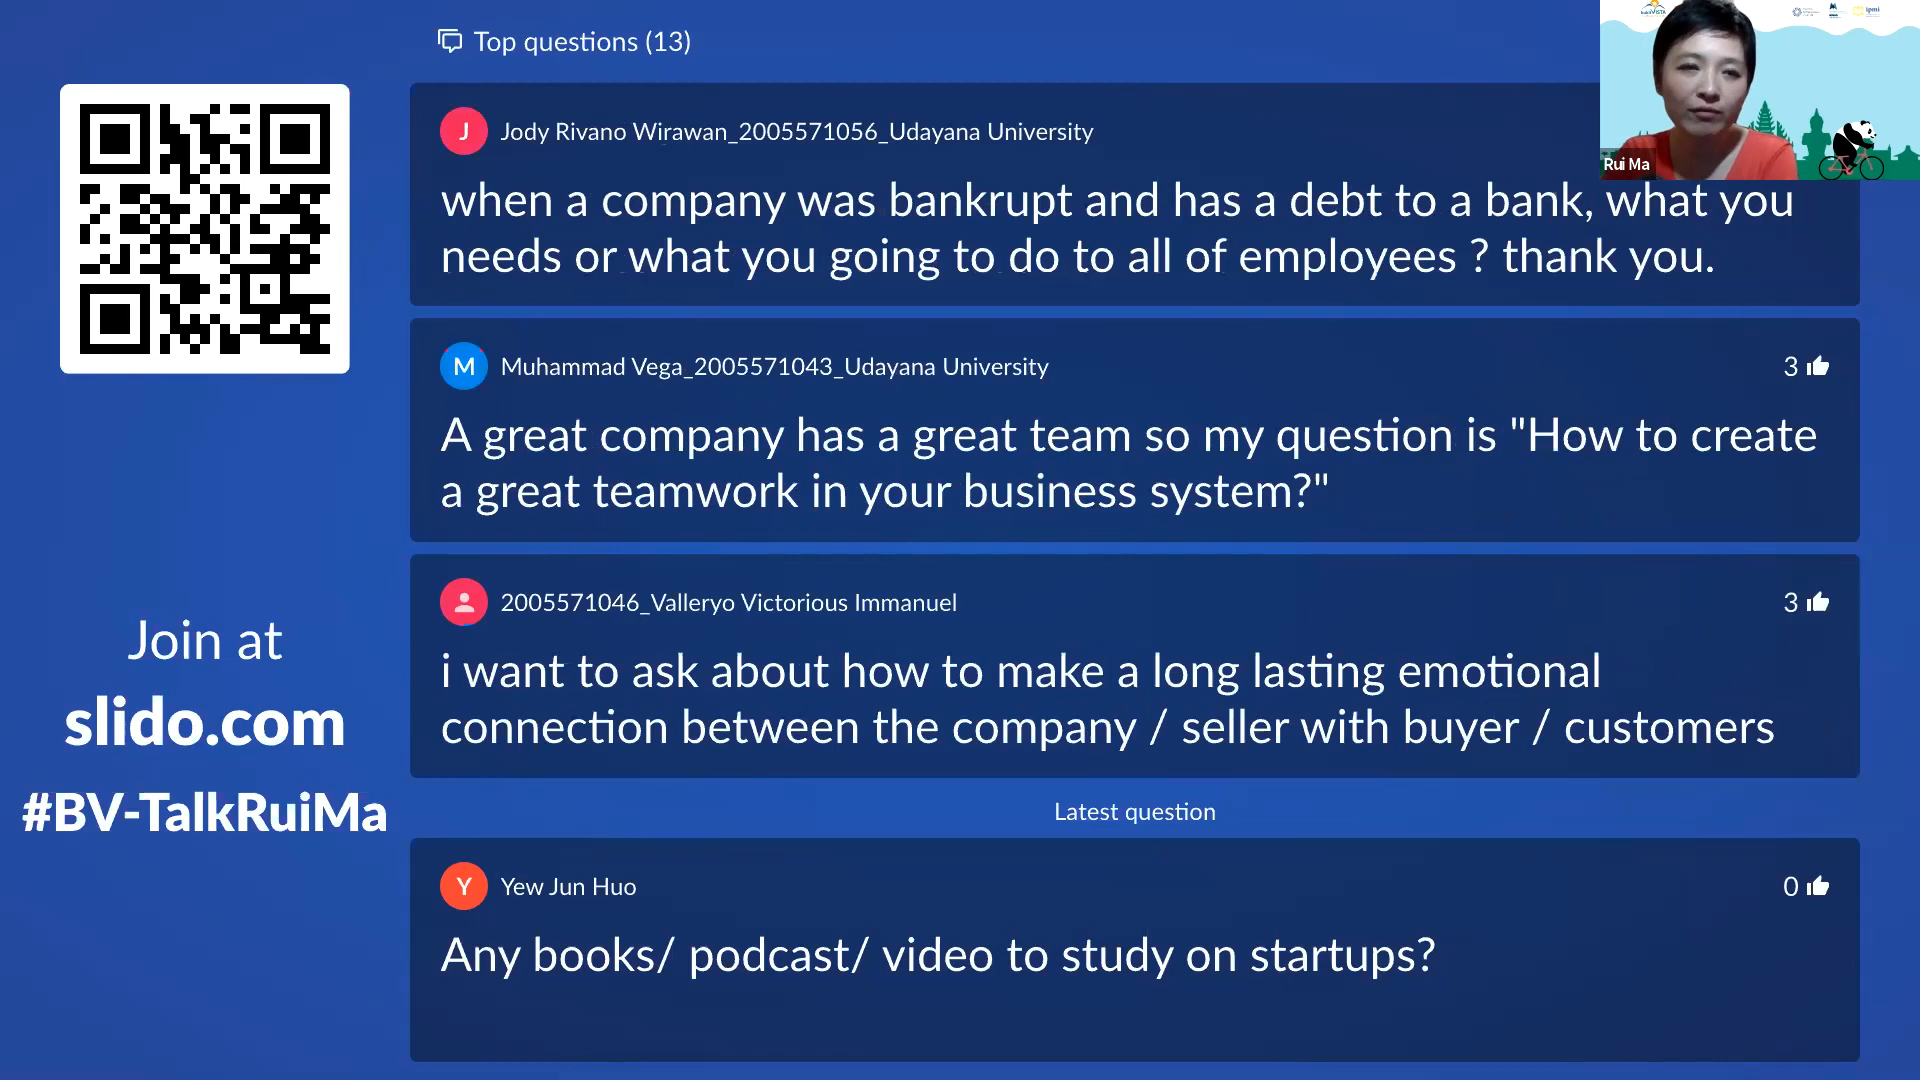 Top questions (13)
J
Jody Rivano Wirawan_2005571056_Udayana University
when a company was bankrupt and has a debt to a bank, what you
needs or what you going to do to all of employees ? thank you.
M
Muhammad Vega_2005571043_Udayana University
3
A great company has a great team so my question is "How to create
a great teamwork in your business system?"
2005571046_Valleryo Victorious Immanuel
3
i want to ask about how to make a long lasting emotional
connection between the company / seller with buyer / customers
Latest question
Y
Yew Jun Huo
0
Any books/ podcast/ video to study on startups?
Join at
slido.com
#BV-TalkRuiMa
Rui Ma
ipmi